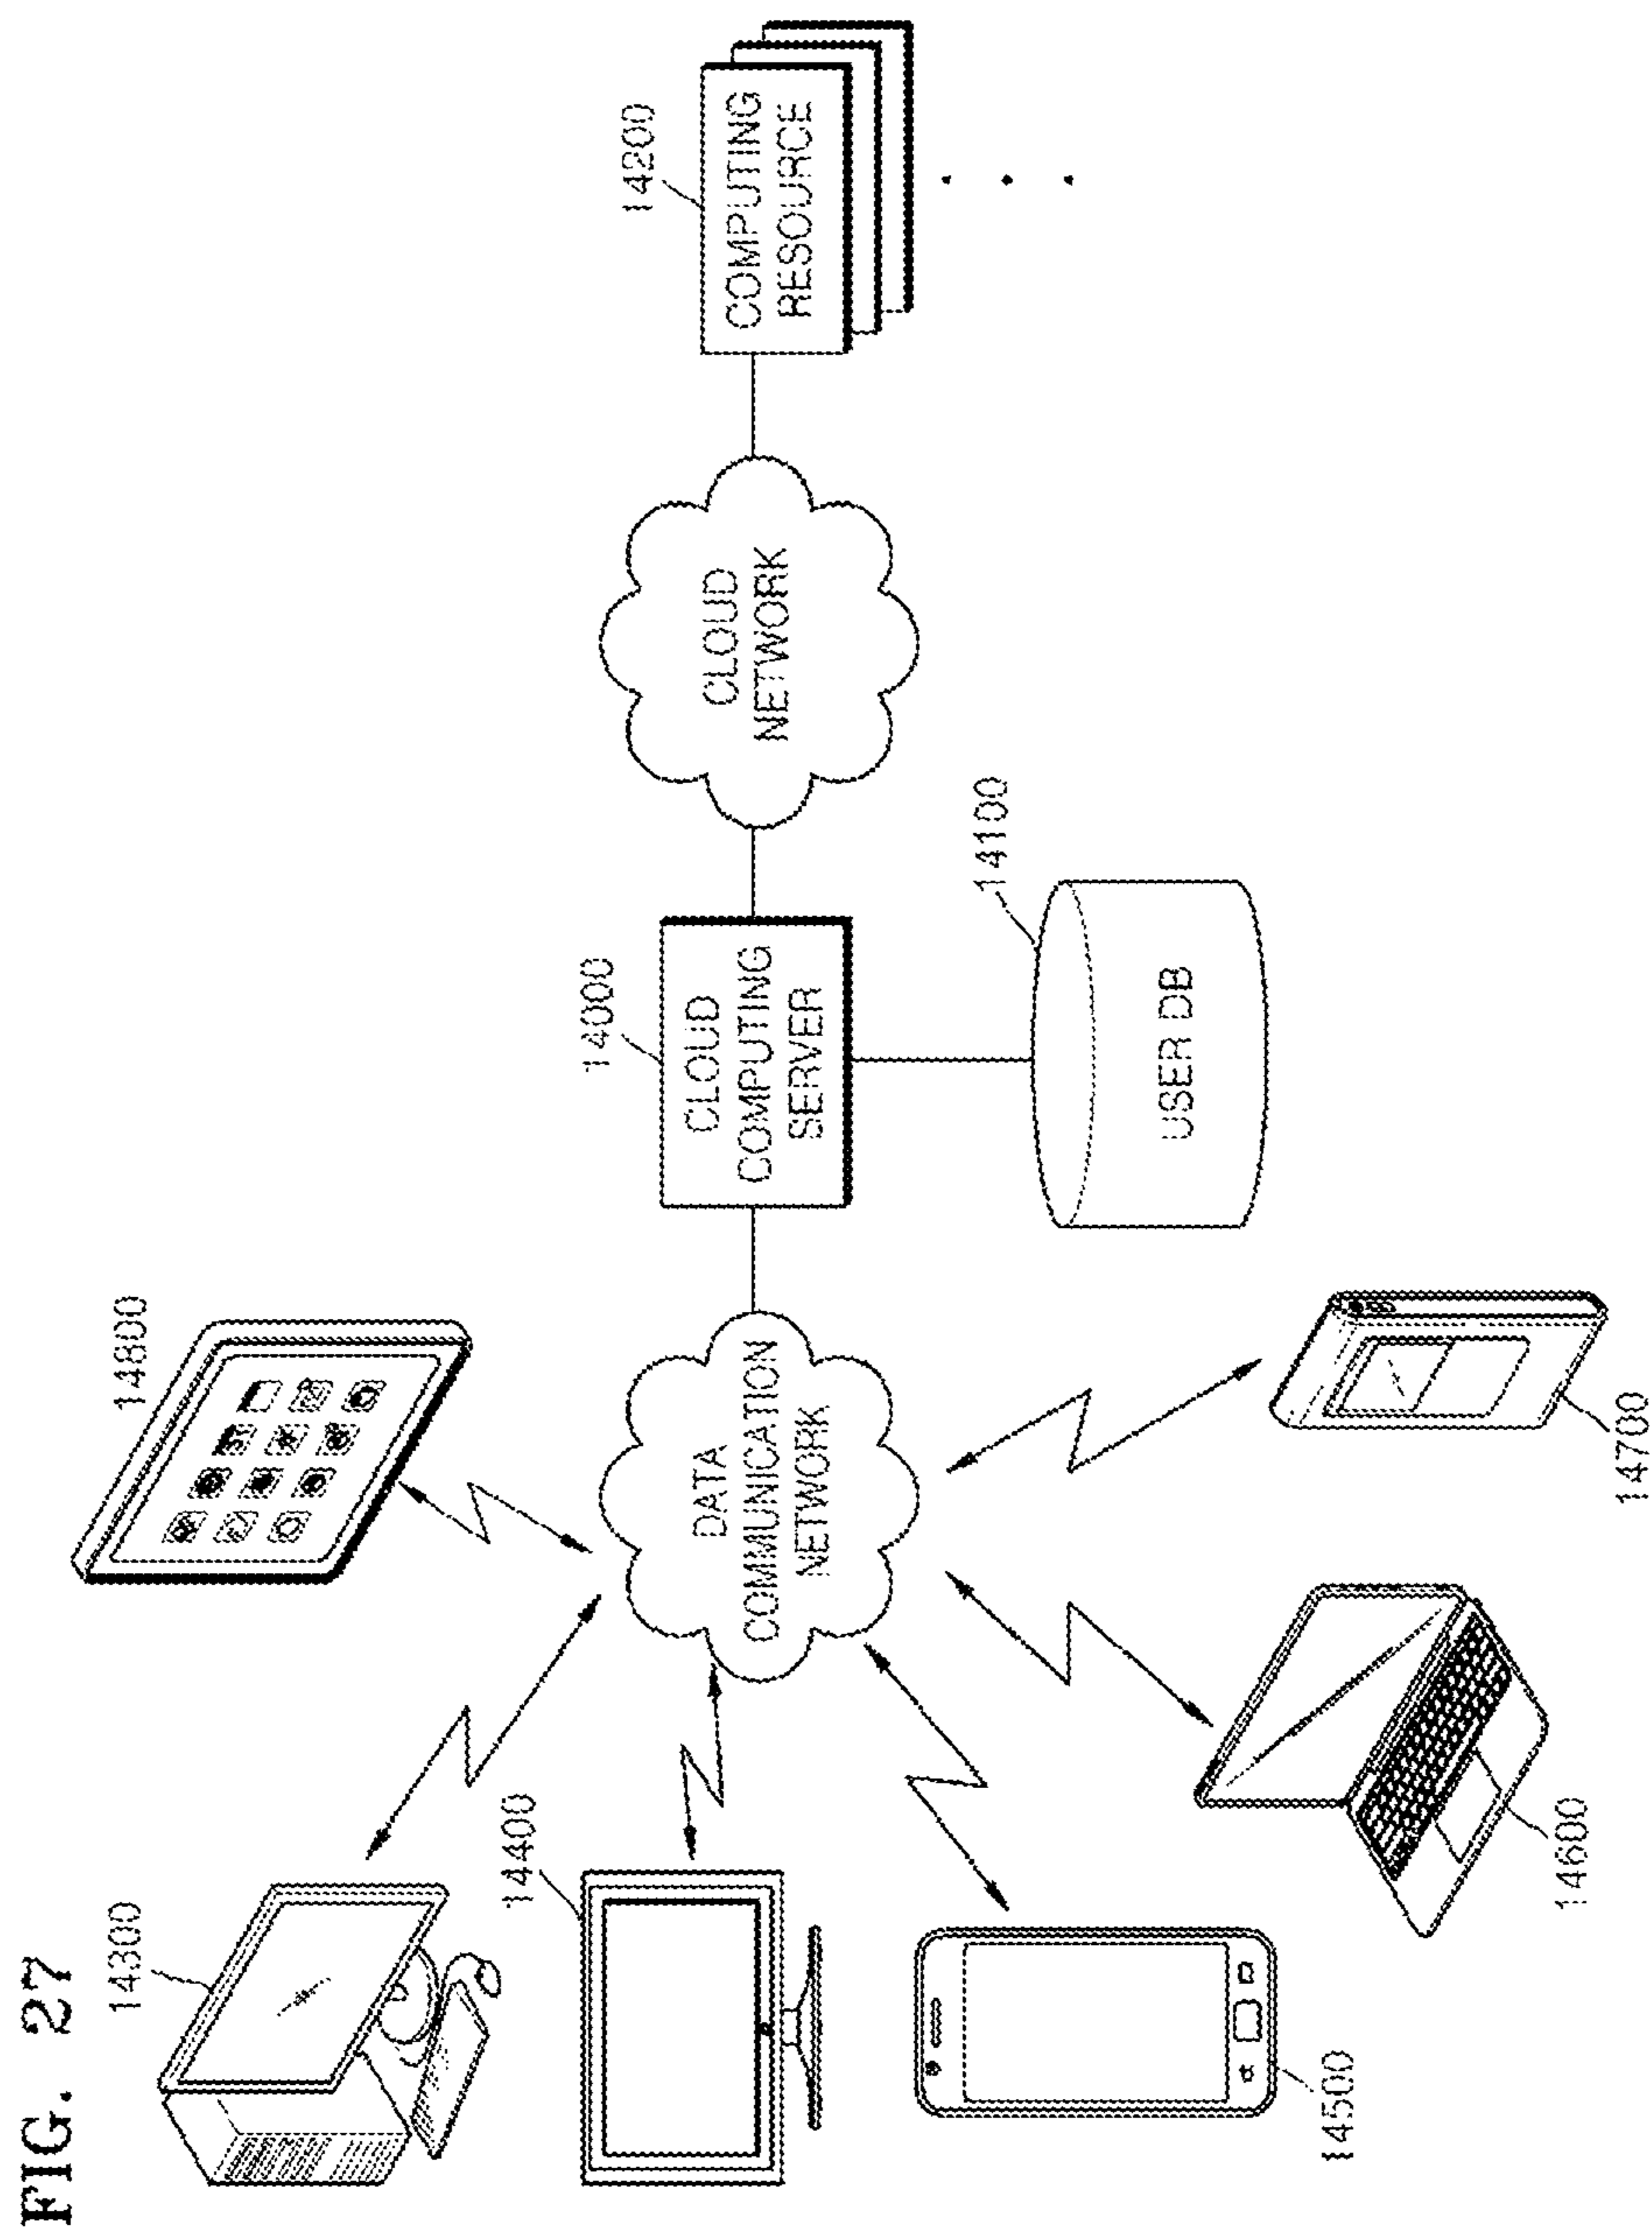 FIG. 27
14300
14800
14400
14000
14200
DATA
COMMUNICATION
NETWORK
CLOUD
COMPUTING
SERVER
CLOUD
NETWORK
COMPUTING
RESOURCE
14100
USER DB
14500
14600
14700